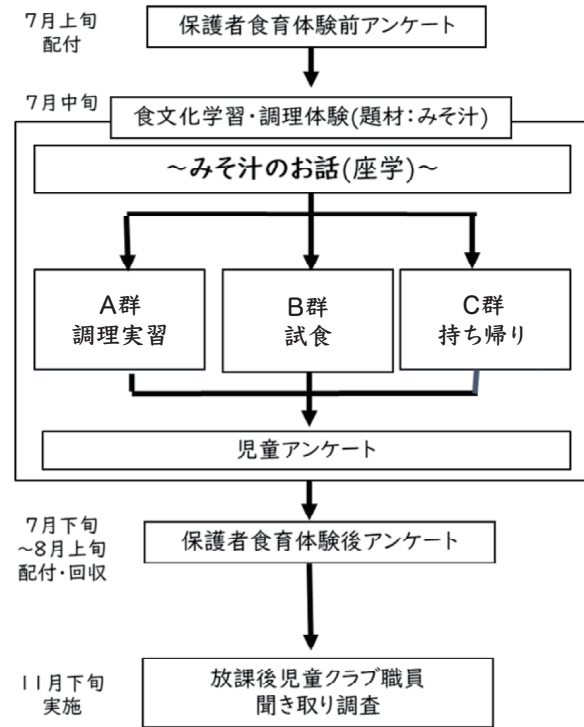 7月上旬
配付
保護者食育体験前アンケート
7月中旬
食文化学習・調理体験(題材：みそ汁)
～みそ汁のお話(座学)～
A群
調理実習
B群
試食
C群
持ち帰り
児童アンケート
7月下旬
～8月上旬
配付・回収
保護者食育体験後アンケート
11月下旬
実施
放課後児童クラブ職員
聞き取り調査